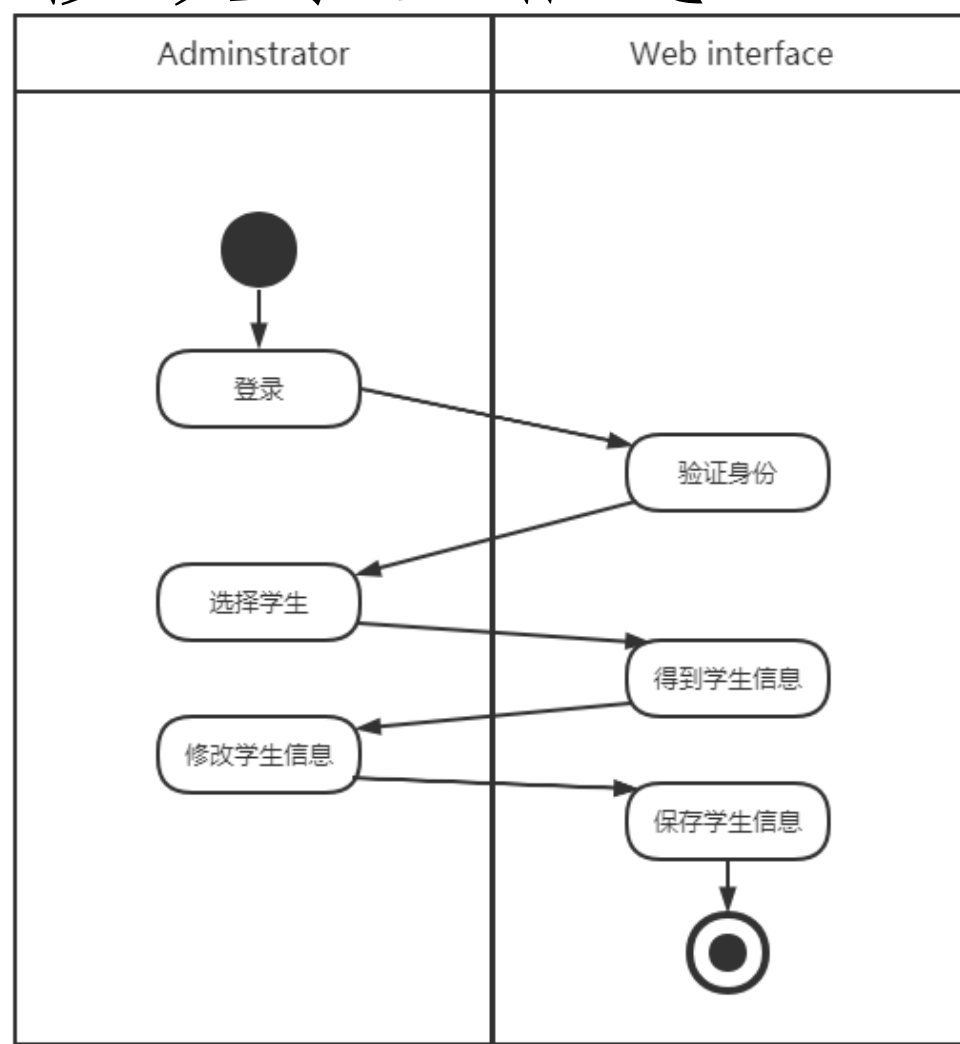 Adminstrator
Web interface
登录
验证身份
选择学生
得到学生信息
修改学生信息
保存学生信息